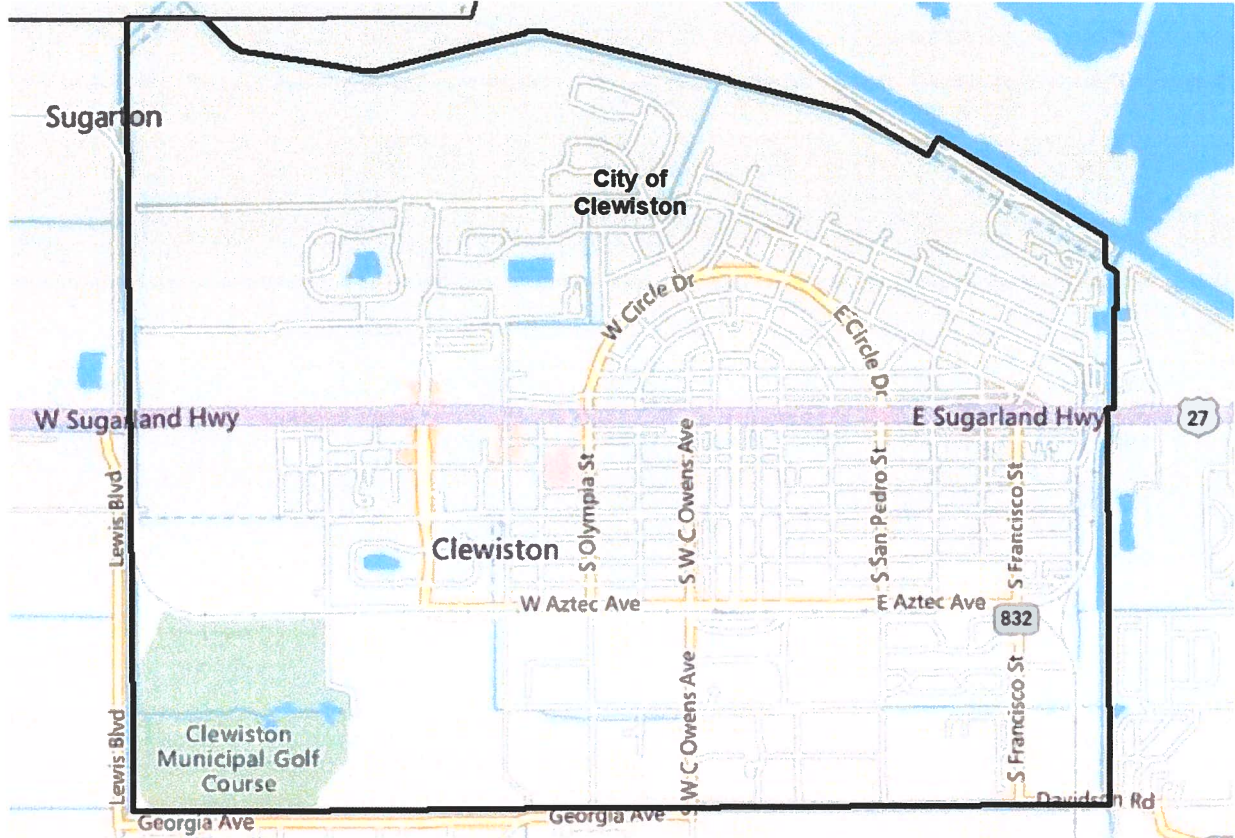 Sugarton
City of
Clewiston
W Circle Dr
E Circle Dr
W Sugarland Hwy
E Sugarland Hwy
27
Lewis Blvd
S Olympia St
S W C Owens Ave
S San Pedro St
S Francisco St
Clewiston
W Aztec Ave
E Aztec Ave
832
Lewis Blvd
Clewiston
Municipal Golf
Course
W C Owens Ave
S Francisco St
Davidson Rd
Georgia Ave
Georgia Ave